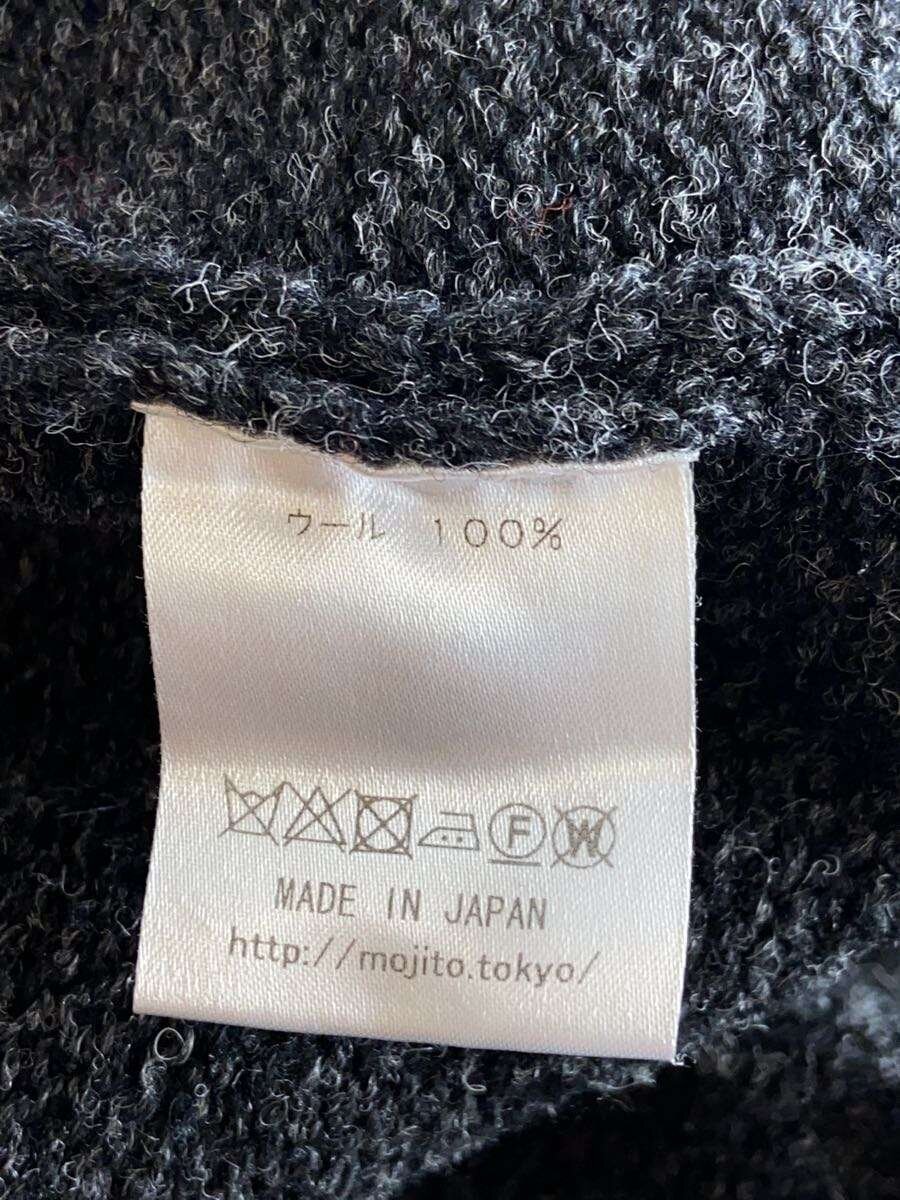 ウール 100%
F W
MADE IN JAPAN
http://mojito.tokyo/